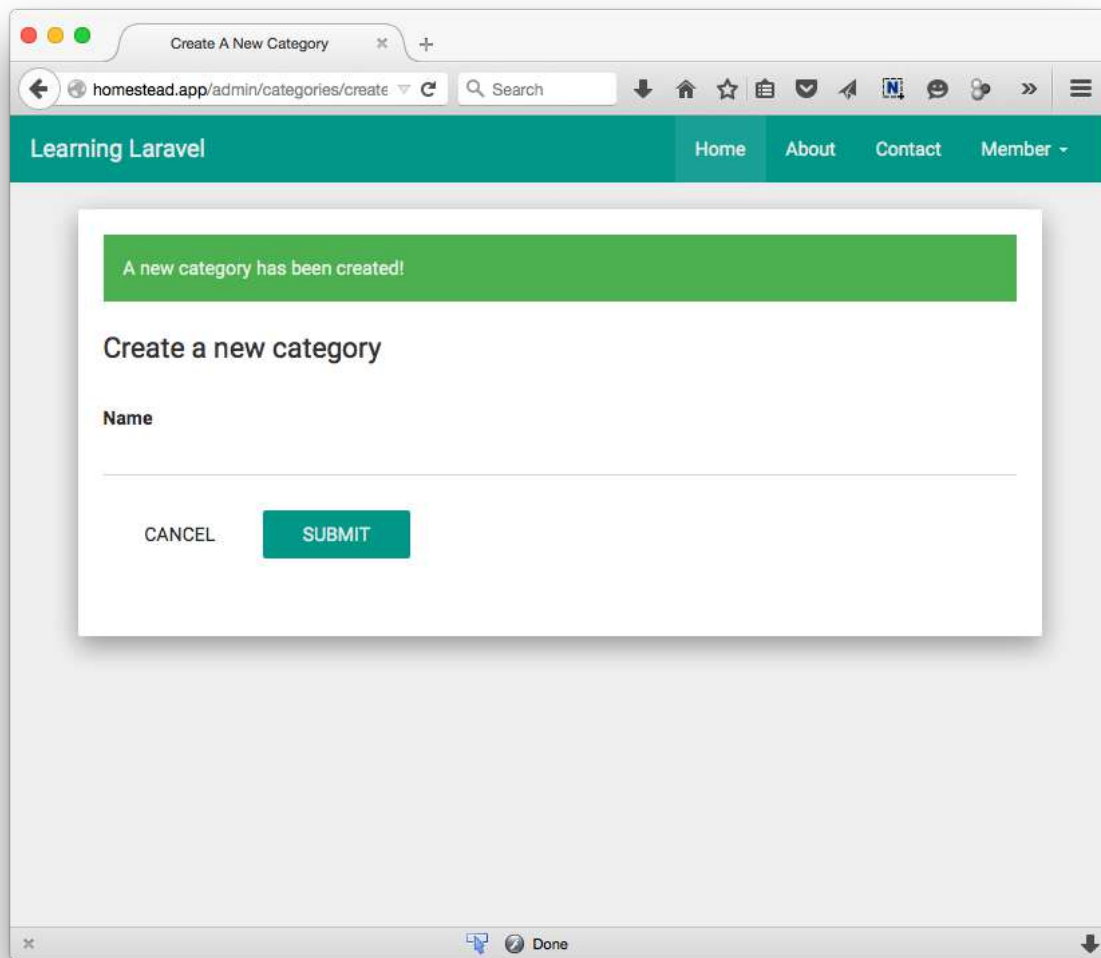 Create A New Category
homestead.app/admin/categories/create
Search
Learning Laravel
Home About Contact Member
A new category has been created!
Create a new category
Name
CANCEL SUBMIT
Done